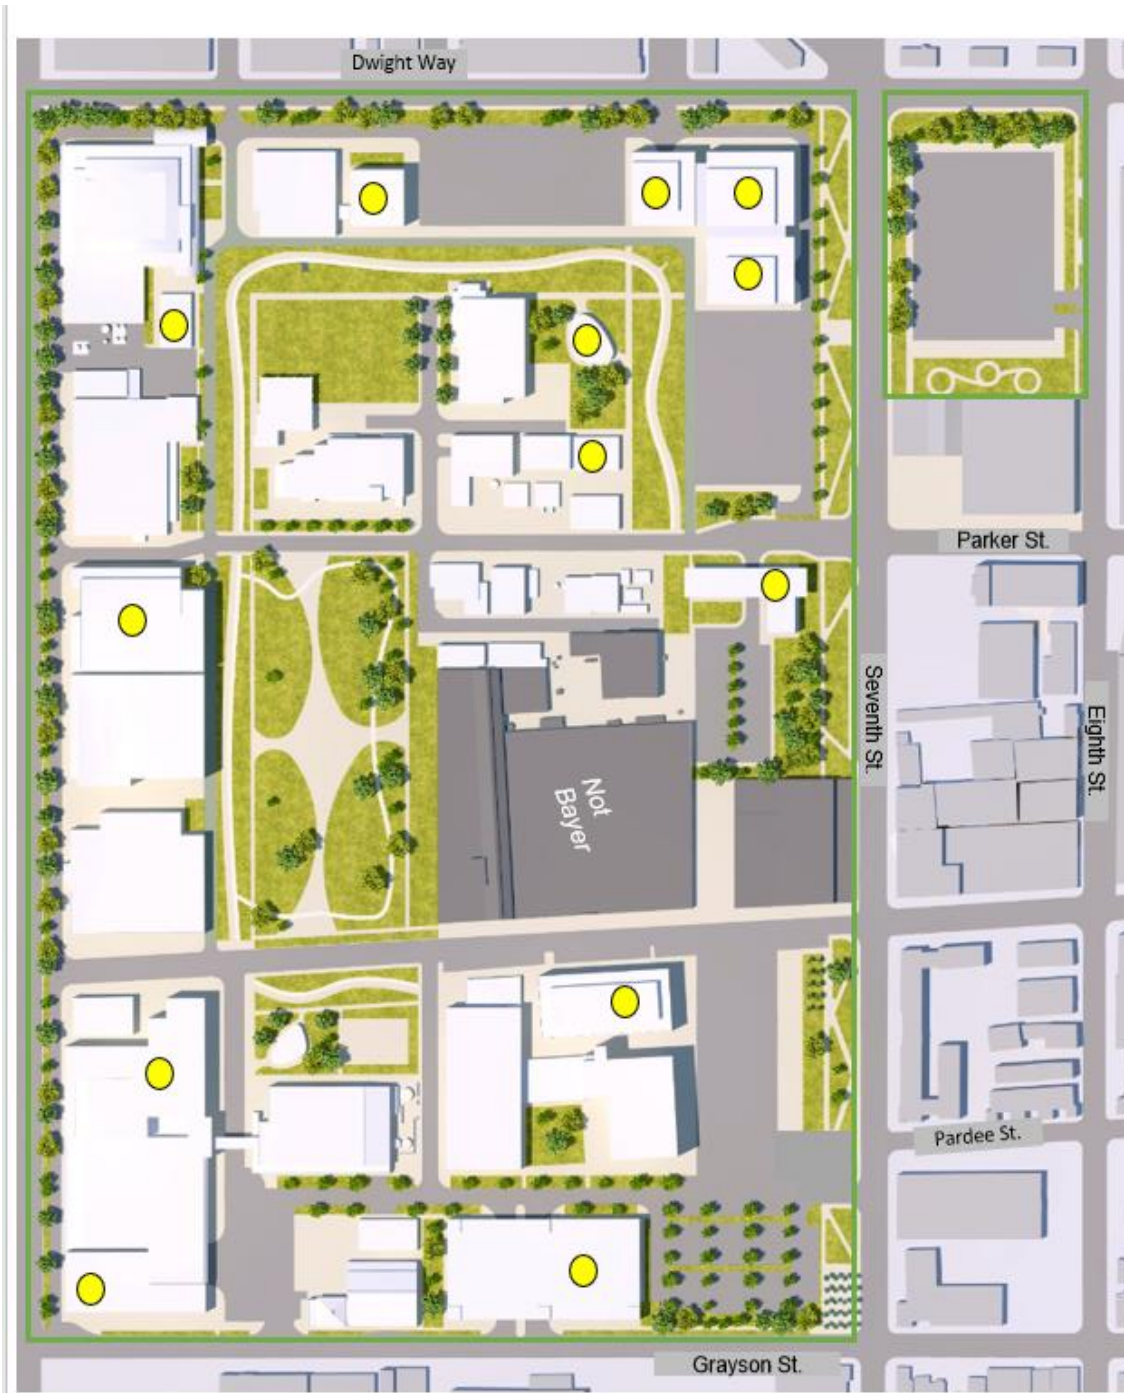 Dwight Way
Parker St.
Seventh St.
Eighth St.
Not
Bayer
Pardee St.
Grayson St.